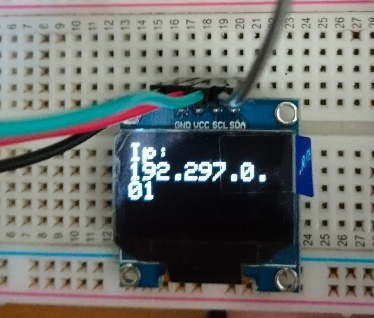 GND VCC SCL SDA
Ip:
192.297.0.
01